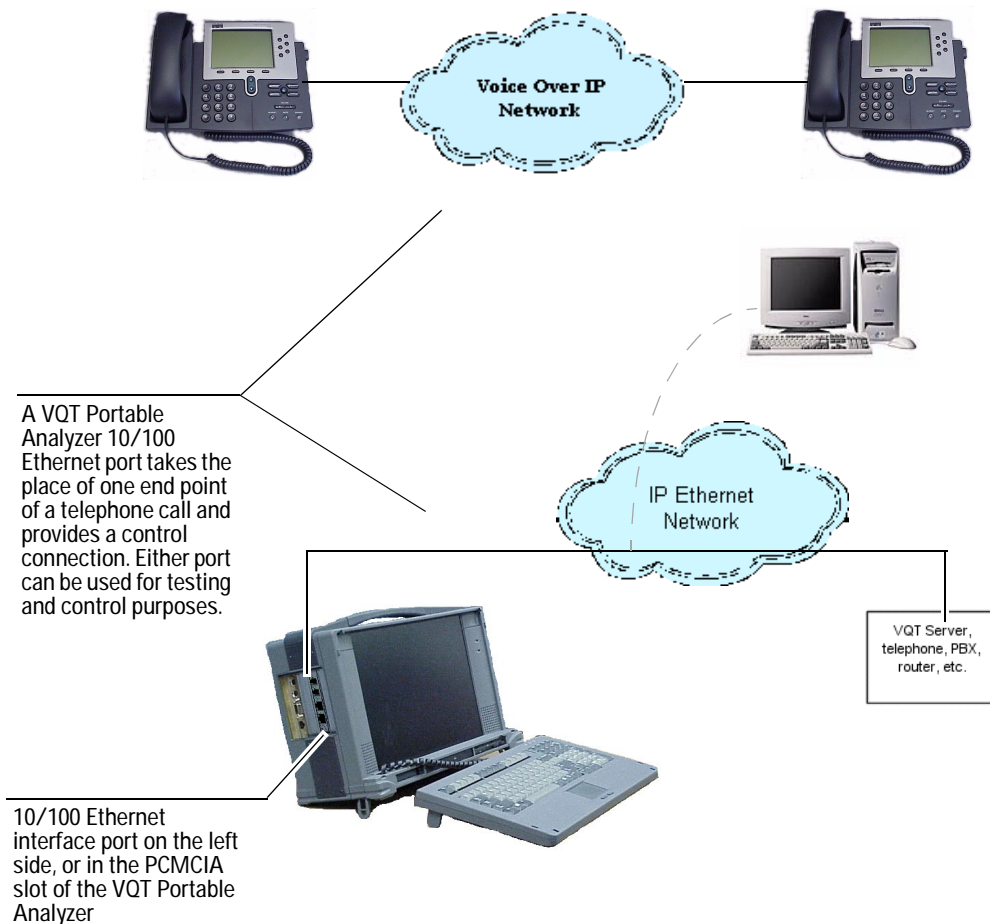 Voice Over IP
Network
A VQT Portable
Analyzer 10/100
Ethernet port takes the
place of one end point
of a telephone call and
provides a control
connection. Either port
can be used for testing
and control purposes.
IP Ethernet
Network
VQT Server,
telephone, PBX,
router, etc.
10/100 Ethernet
interface port on the left
side, or in the PCMCIA
slot of the VQT Portable
Analyzer